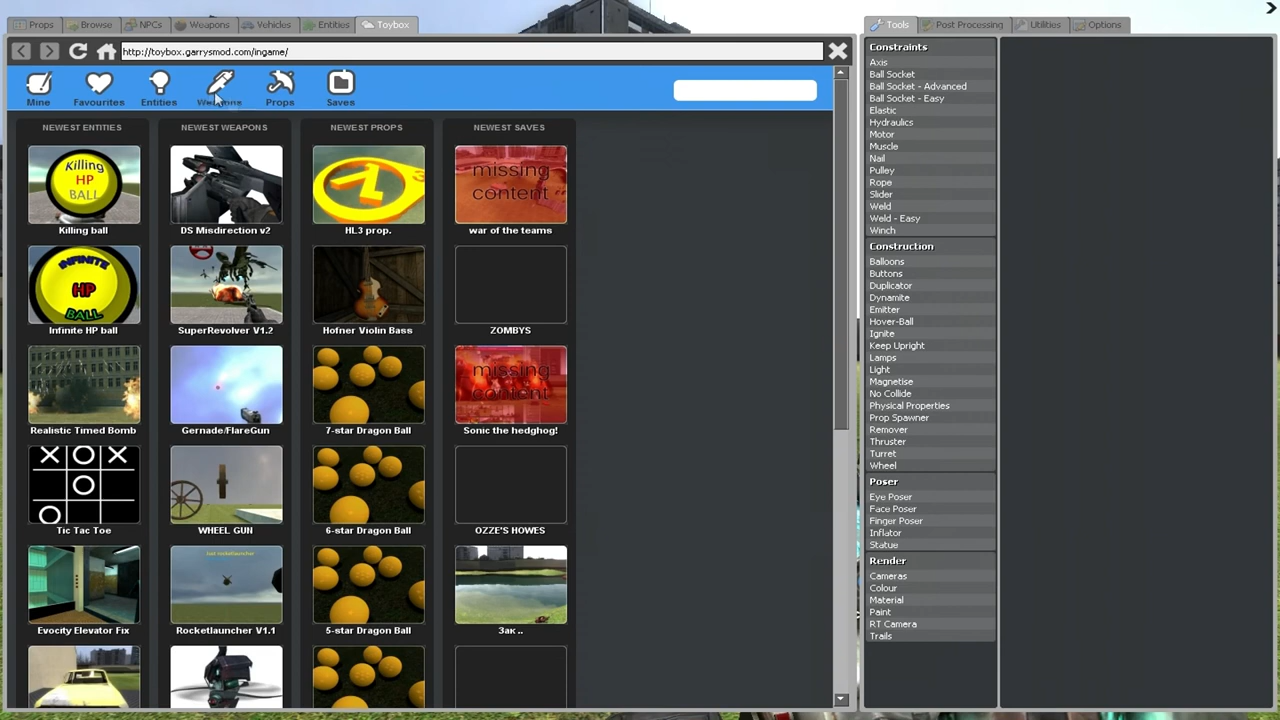 Props Browse NPCs Weapons Vehicles Entities Toybox
Tools Post Processing Utilities Options
http://toybox.garrysmod.com/ingame/
Mine Favourites Entities Weapons Props Saves
NEWEST ENTITIES NEWEST WEAPONS NEWEST PROPS NEWEST SAVES
Killing
HP
BALL
missing
content
Killing ball DS Misdirection v2 HL3 prop. war of the teams
INFINITE
HP
BALL
Infinite HP ball SuperRevolver V1.2 Hofner Violin Bass ZOMBYS
missing
content
Realistic Timed Bomb Gernade/FlareGun 7-star Dragon Ball Sonic the hedghog!
Tic Tac Toe WHEEL GUN 6-star Dragon Ball OZZE'S HOWES
Evocity Elevator Fix Rocketlauncher V1.1 5-star Dragon Ball Зак ..
Constraints
Axis
Ball Socket
Ball Socket - Advanced
Ball Socket - Easy
Elastic
Hydraulics
Motor
Muscle
Nail
Pulley
Rope
Slider
Weld
Weld - Easy
Winch
Construction
Balloons
Buttons
Duplicator
Dynamite
Emitter
Hover-Ball
Ignite
Keep Upright
Lamps
Light
Magnetise
No Collide
Physical Properties
Prop Spawner
Remover
Thruster
Turret
Wheel
Poser
Eye Poser
Face Poser
Finger Poser
Inflator
Statue
Render
Cameras
Colour
Material
Paint
RT Camera
Trails